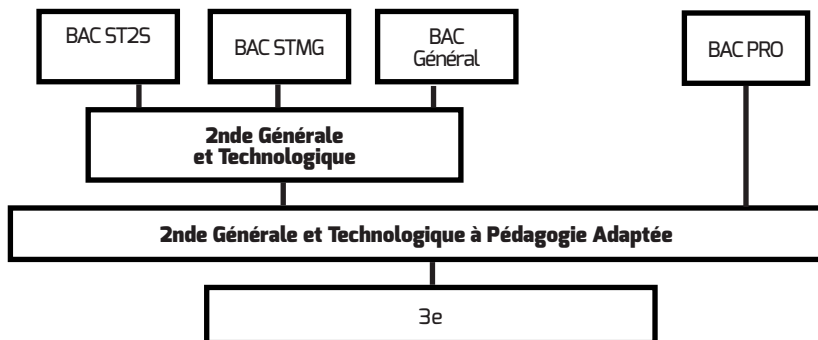 BAC ST2S
BAC STMG
BAC
Général
BAC PRO
2nde Générale
et Technologique
2nde Générale et Technologique à Pédagogie Adaptée
3e